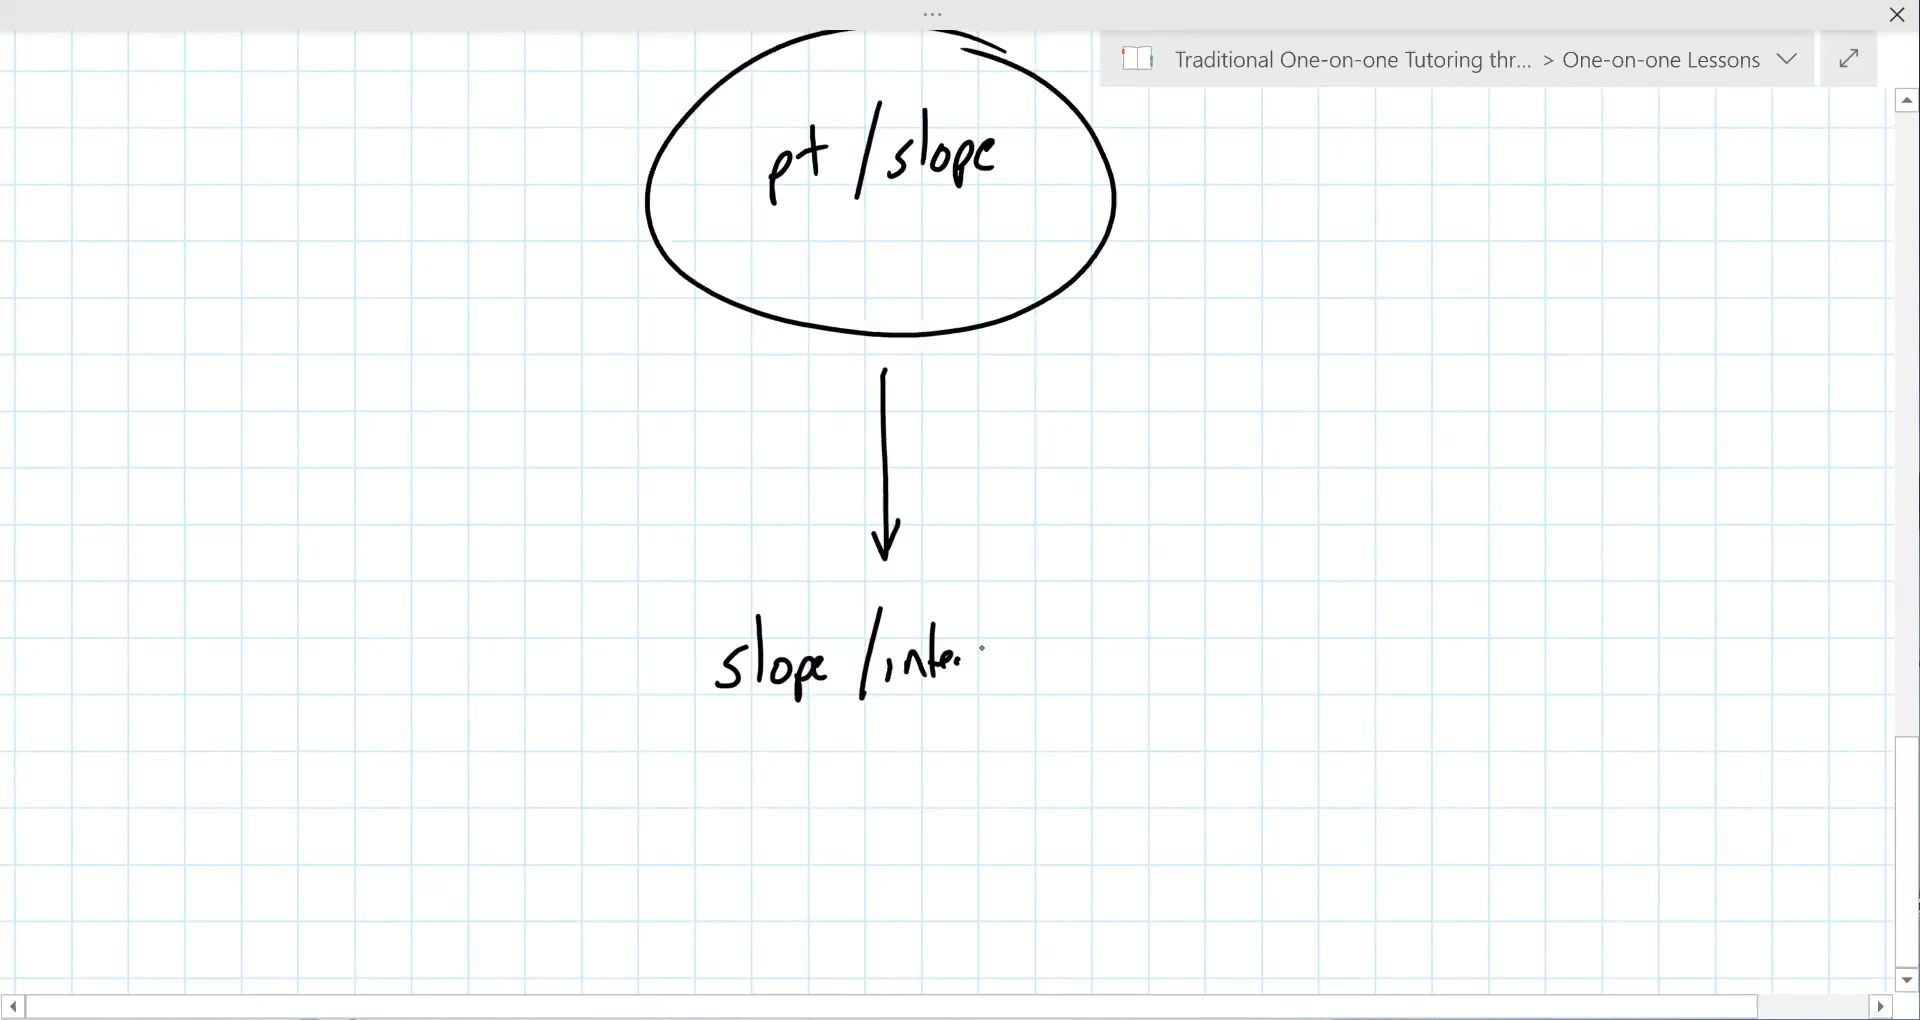 ...
Traditional One-on-one Tutoring thr... > One-on-one Lessons
pt / slope
slope / inte